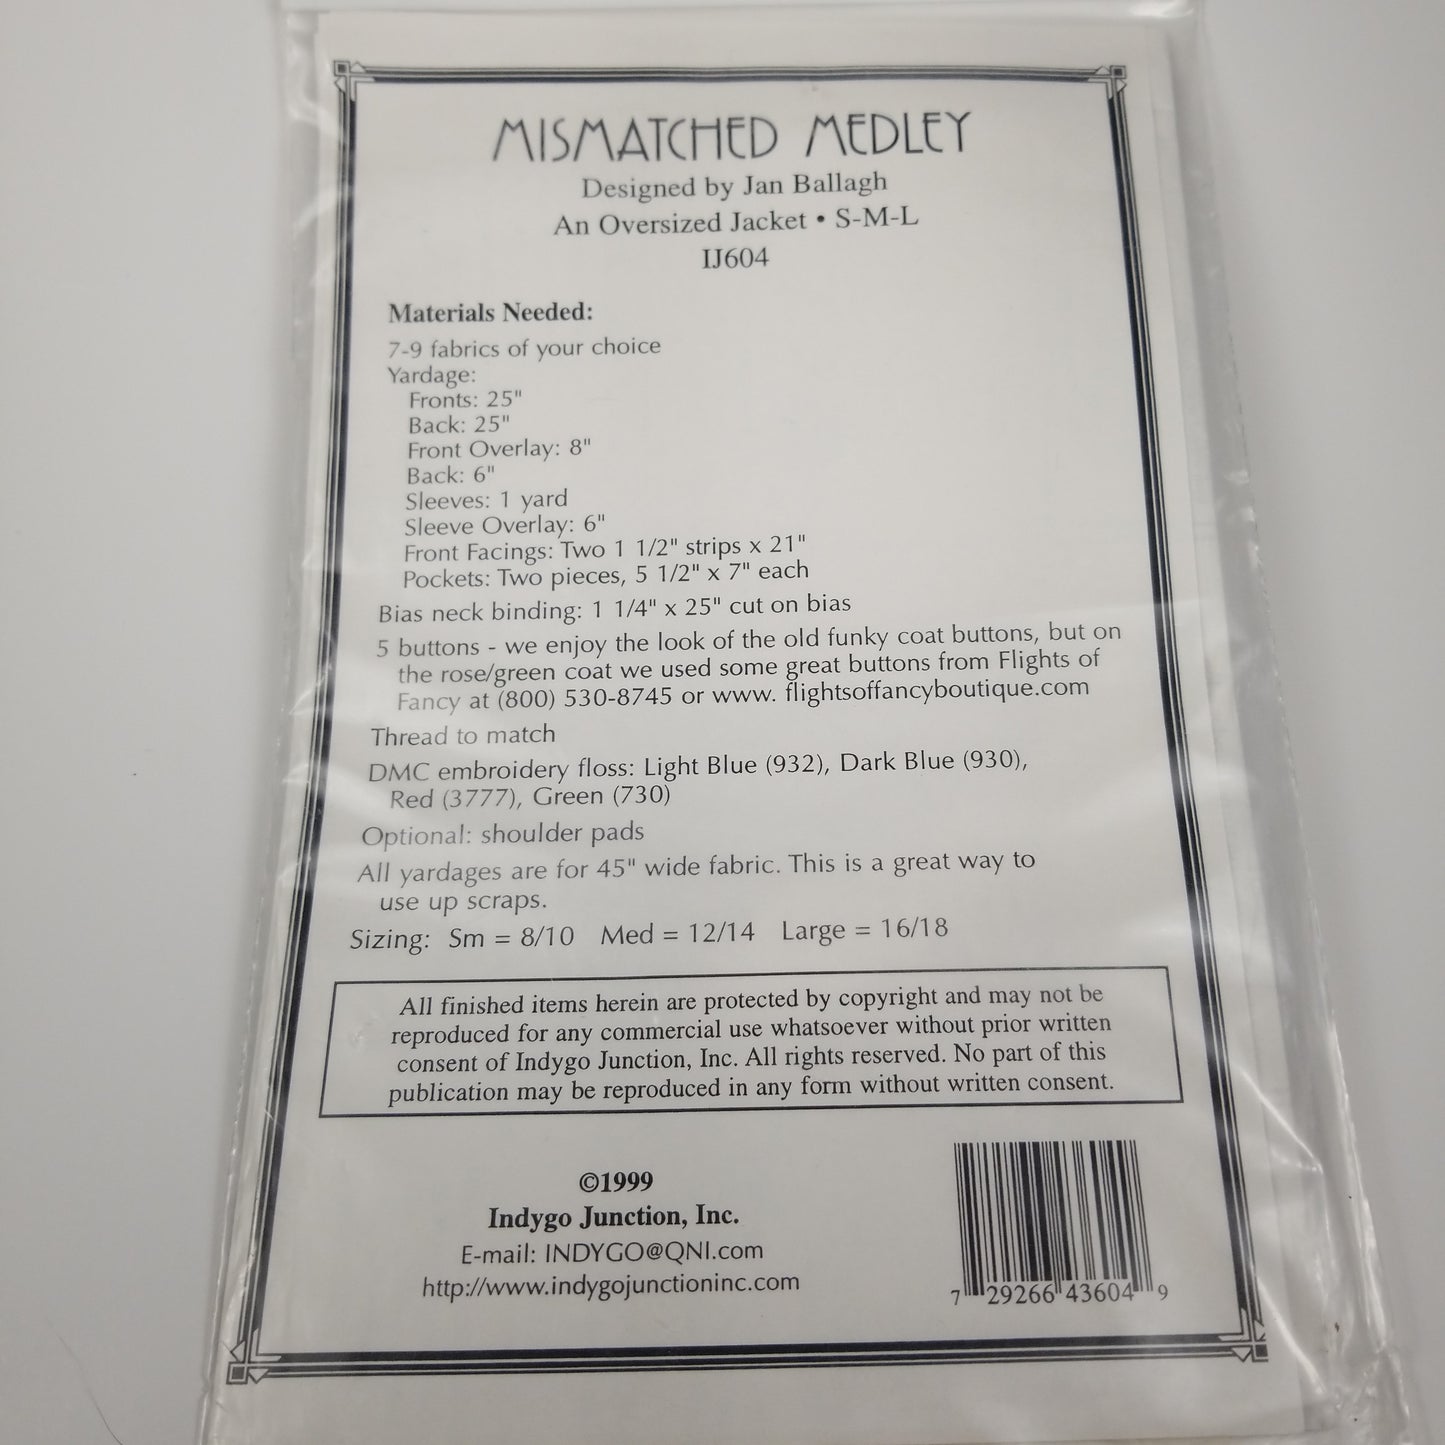 MISMATCHED MEDLEY
Designed by Jan Ballagh
An Oversized Jacket • S-M-L
IJ604
Materials Needed:
7-9 fabrics of your choice
Yardage:
Fronts: 25"
Back: 25"
Front Overlay: 8"
Back: 6"
Sleeves: 1 yard
Sleeve Overlay: 6"
Front Facings: Two 1 1/2" strips x 21"
Pockets: Two pieces, 5 1/2" x 7" each
Bias neck binding: 1 1/4" x 25" cut on bias
5 buttons - we enjoy the look of the old funky coat buttons, but on
the rose/green coat we used some great buttons from Flights of
Fancy at (800) 530-8745 or www. flightsoffancyboutique.com
Thread to match
DMC embroidery floss: Light Blue (932), Dark Blue (930),
Red (3777), Green (730)
Optional: shoulder pads
All yardages are for 45" wide fabric. This is a great way to
use up scraps.
Sizing: Sm = 8/10 Med = 12/14 Large = 16/18
All finished items herein are protected by copyright and may not be
reproduced for any commercial use whatsoever without prior written
consent of Indygo Junction, Inc. All rights reserved. No part of this
publication may be reproduced in any form without written consent.
©1999
Indygo Junction, Inc.
E-mail: INDYGO@QNI.com
http://www.indygojunctioninc.com
7 29266 43604 9